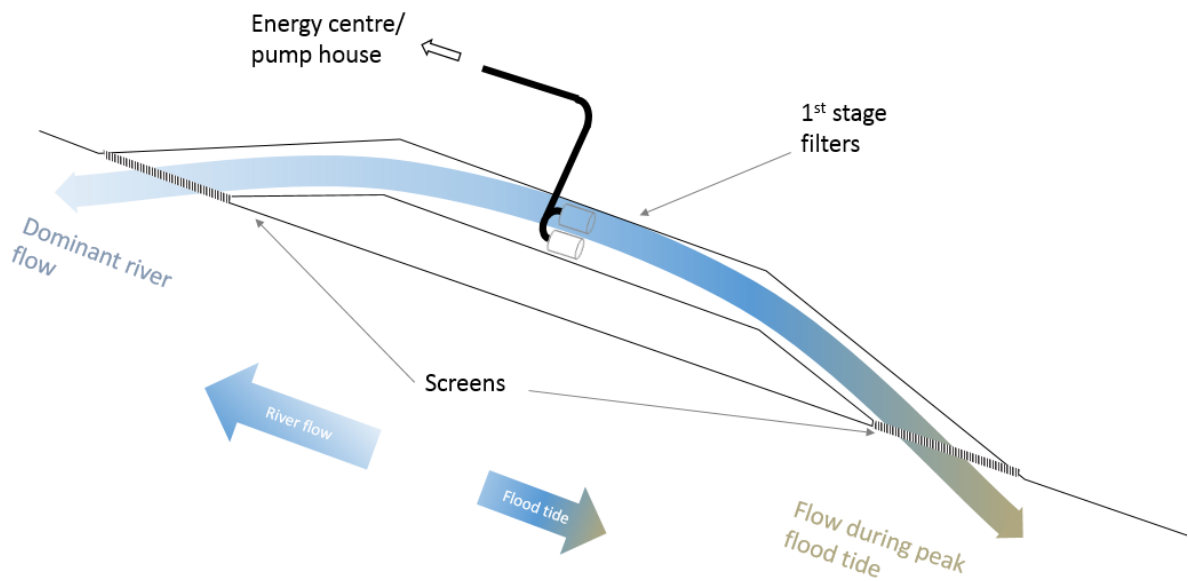 Energy centre/
pump house
1st stage
filters
Dominant river
flow
Screens
River flow
Flood tide
Flow during peak
flood tide